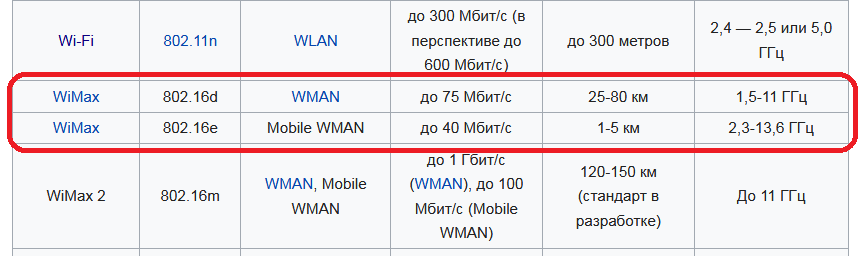 Wi-Fi 802.11n WLAN до 300 Мбит/с (в перспективе до 600 Мбит/с) до 300 метров 2,4 — 2,5 или 5,0 ГГц
WiMax 802.16d WMAN до 75 Мбит/с 25-80 км 1,5-11 ГГц
WiMax 802.16e Mobile WMAN до 40 Мбит/с 1-5 км 2,3-13,6 ГГц
WiMax 2 802.16m WMAN, Mobile WMAN до 1 Гбит/с (WMAN), до 100 Мбит/с (Mobile WMAN) 120-150 км (стандарт в разработке) До 11 ГГц